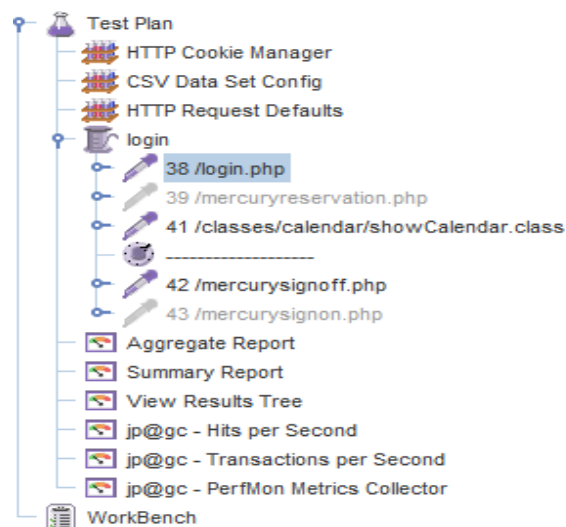 Test Plan
HTTP Cookie Manager
CSV Data Set Config
HTTP Request Defaults
login
38 /login.php
39 /mercuryreservation.php
41 /classes/calendar/showCalendar.class
-------------------
42 /mercurysignoff.php
43 /mercurysignon.php
Aggregate Report
Summary Report
View Results Tree
jp@gc - Hits per Second
jp@gc - Transactions per Second
jp@gc - PerfMon Metrics Collector
WorkBench